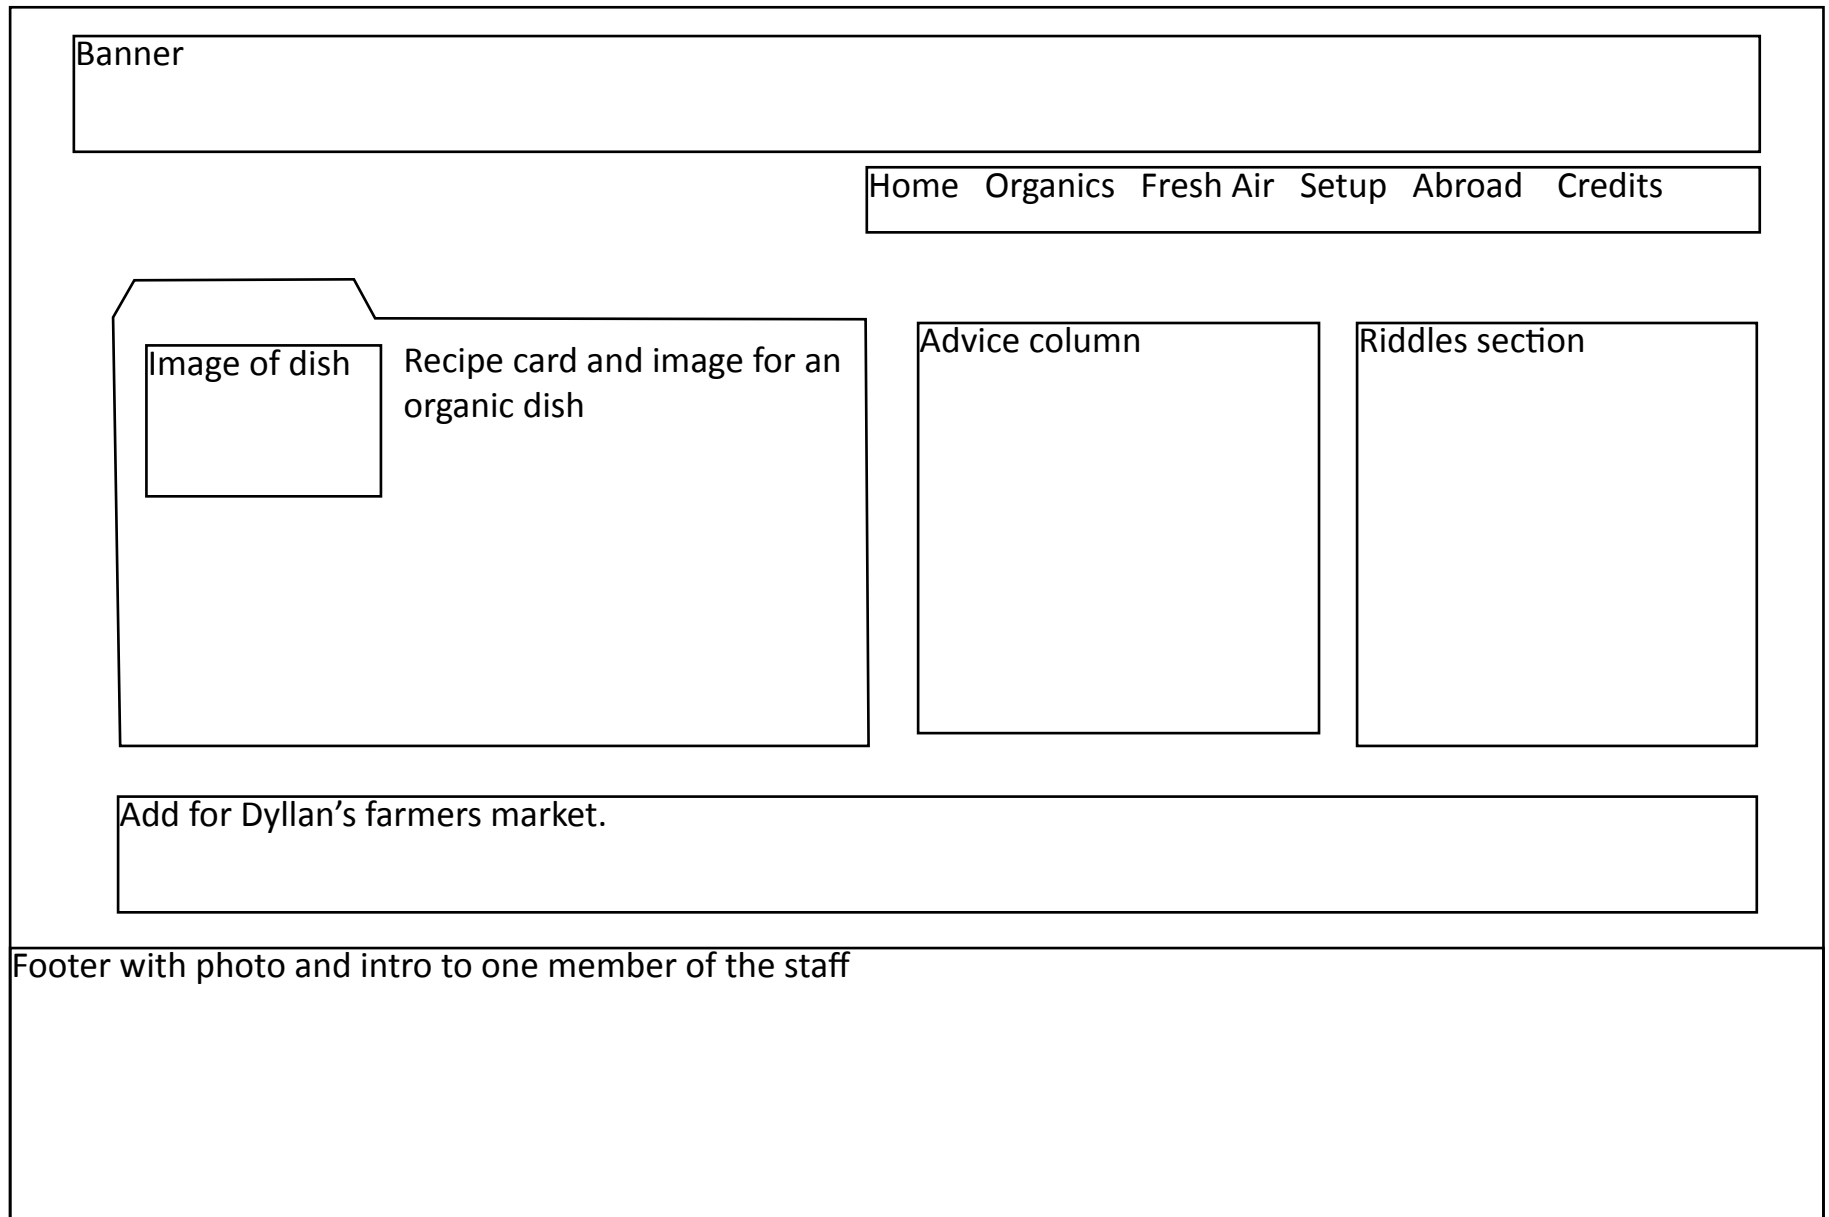 Banner
Home Organics Fresh Air Setup Abroad Credits
Image of dish
Recipe card and image for an
organic dish
Advice column
Riddles section
Add for Dyllan’s farmers market.
Footer with photo and intro to one member of the staff